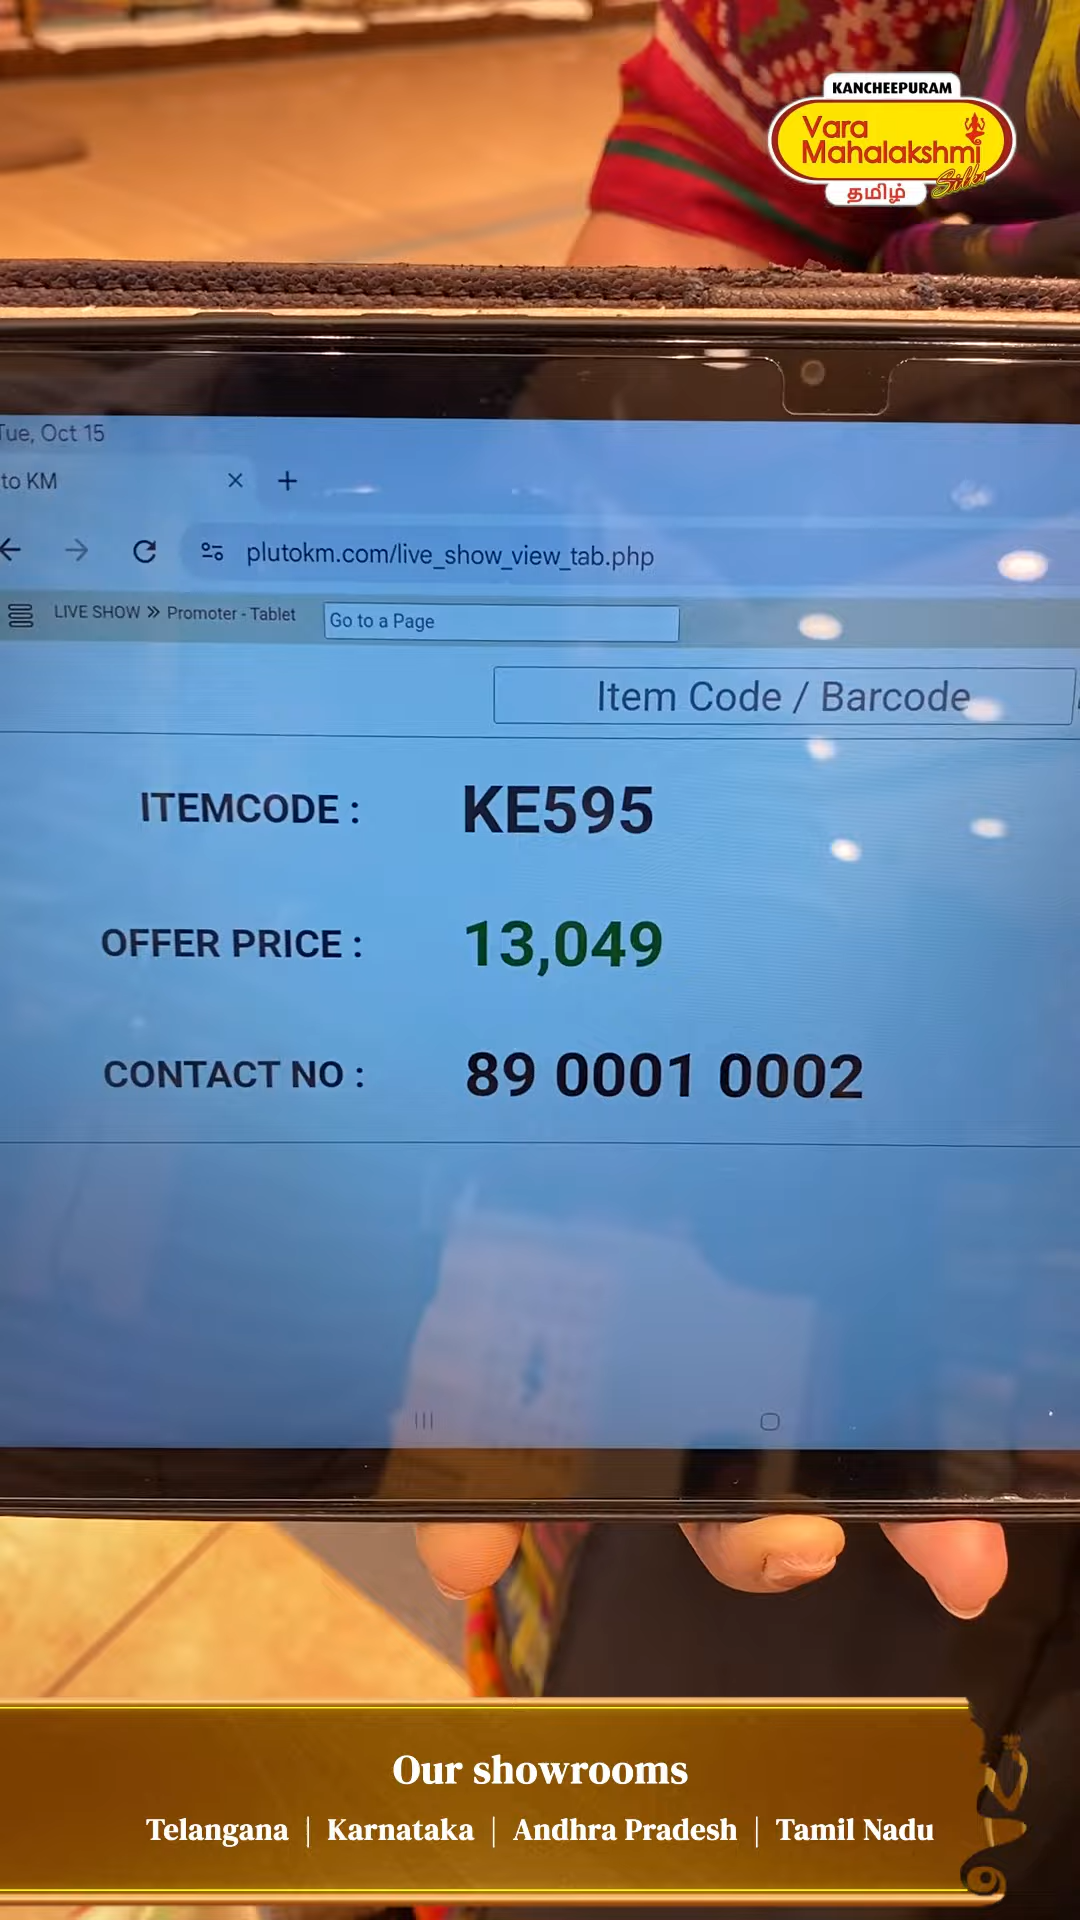 KANCHEEPURAM
Vara
Mahalakshmi
Silks
தமிழ்
Tue, Oct 15
to KM
plutokm.com/live_show_view_tab.php
LIVE SHOW » Promoter - Tablet
Go to a Page
Item Code / Barcode
ITEMCODE : KE595
OFFER PRICE : 13,049
CONTACT NO : 89 0001 0002
Our showrooms
Telangana | Karnataka | Andhra Pradesh | Tamil Nadu